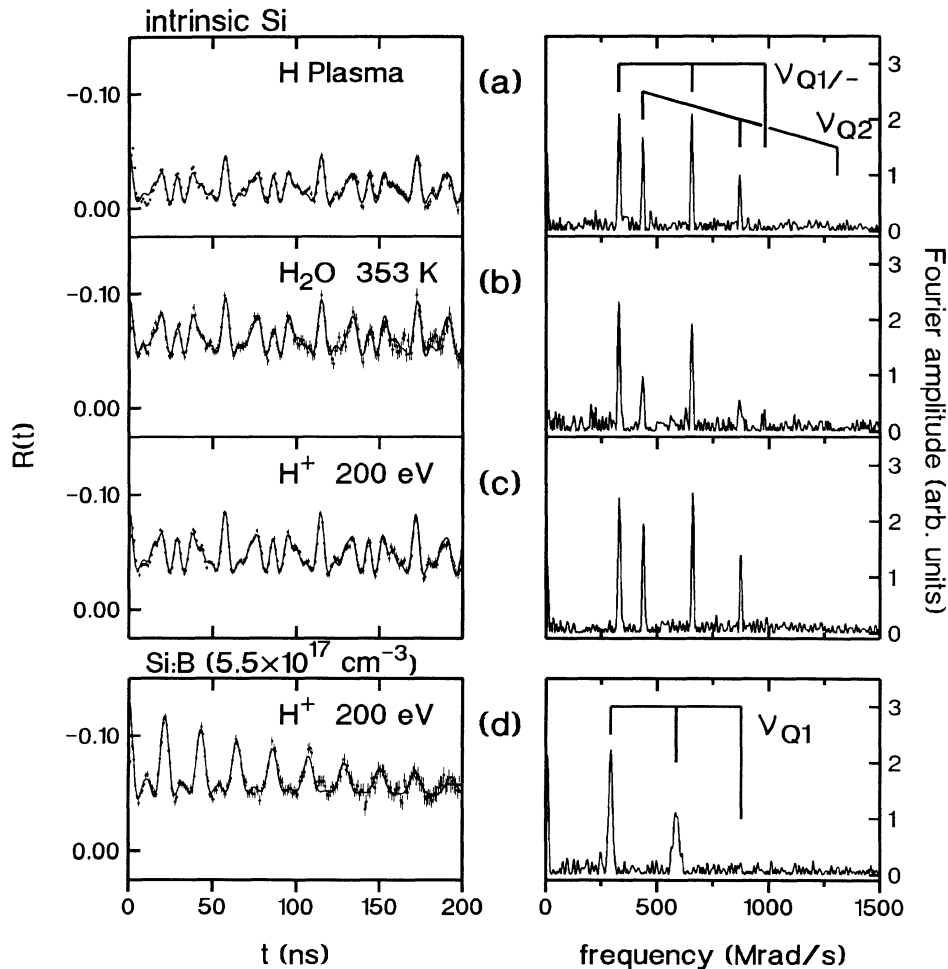 intrinsic Si
H Plasma
(a)
ν_Q1/-
ν_Q2
-0.10
0.00
3
2
1
0
H₂O 353 K
(b)
-0.10
0.00
3
2
1
0
H⁺ 200 eV
(c)
-0.10
0.00
3
2
1
0
R(t)
Fourier amplitude (arb. units)
Si:B (5.5×10¹⁷ cm⁻³)
H⁺ 200 eV
(d)
ν_Q1
-0.10
0.00
3
2
1
0
0 50 100 150 200
0 500 1000 1500
t (ns)
frequency (Mrad/s)